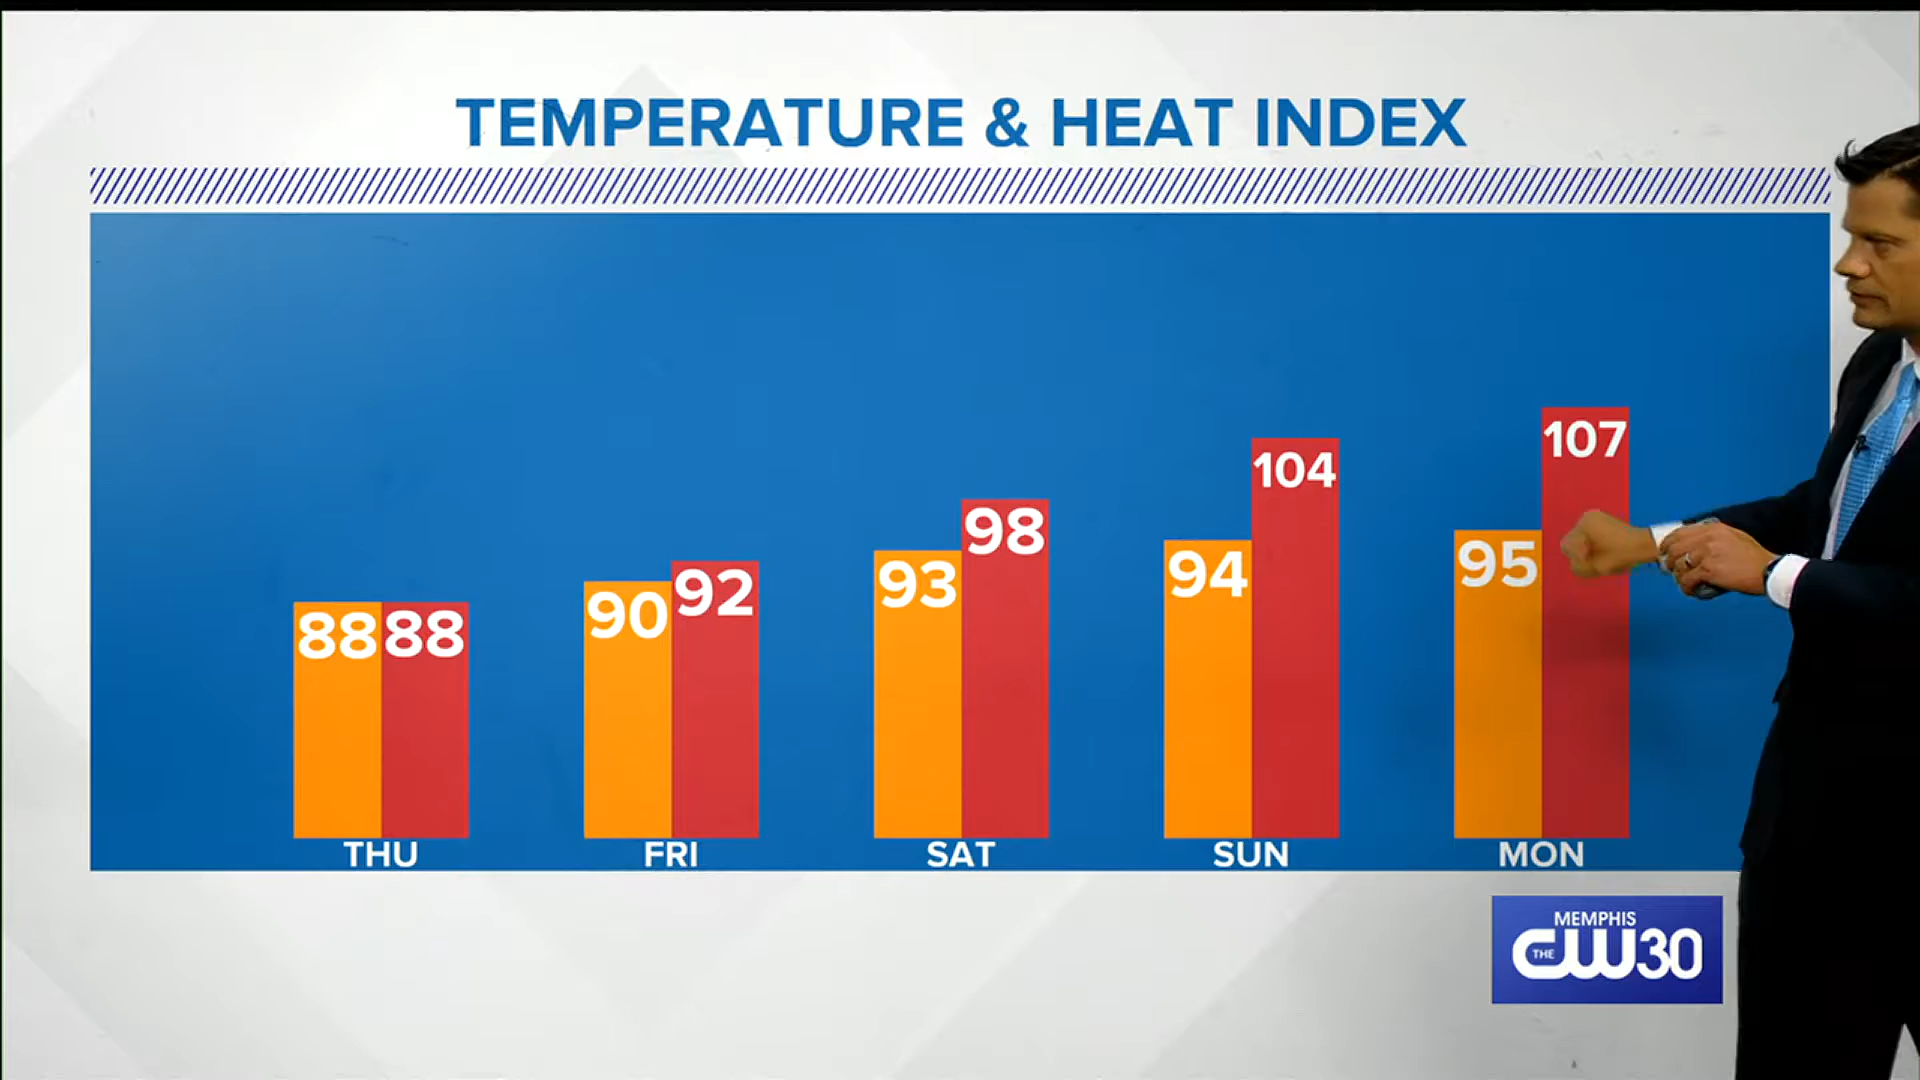 TEMPERATURE & HEAT INDEX
88 88 90 92 93 98 94 104 95 107
THU FRI SAT SUN MON
MEMPHIS
THE CW30